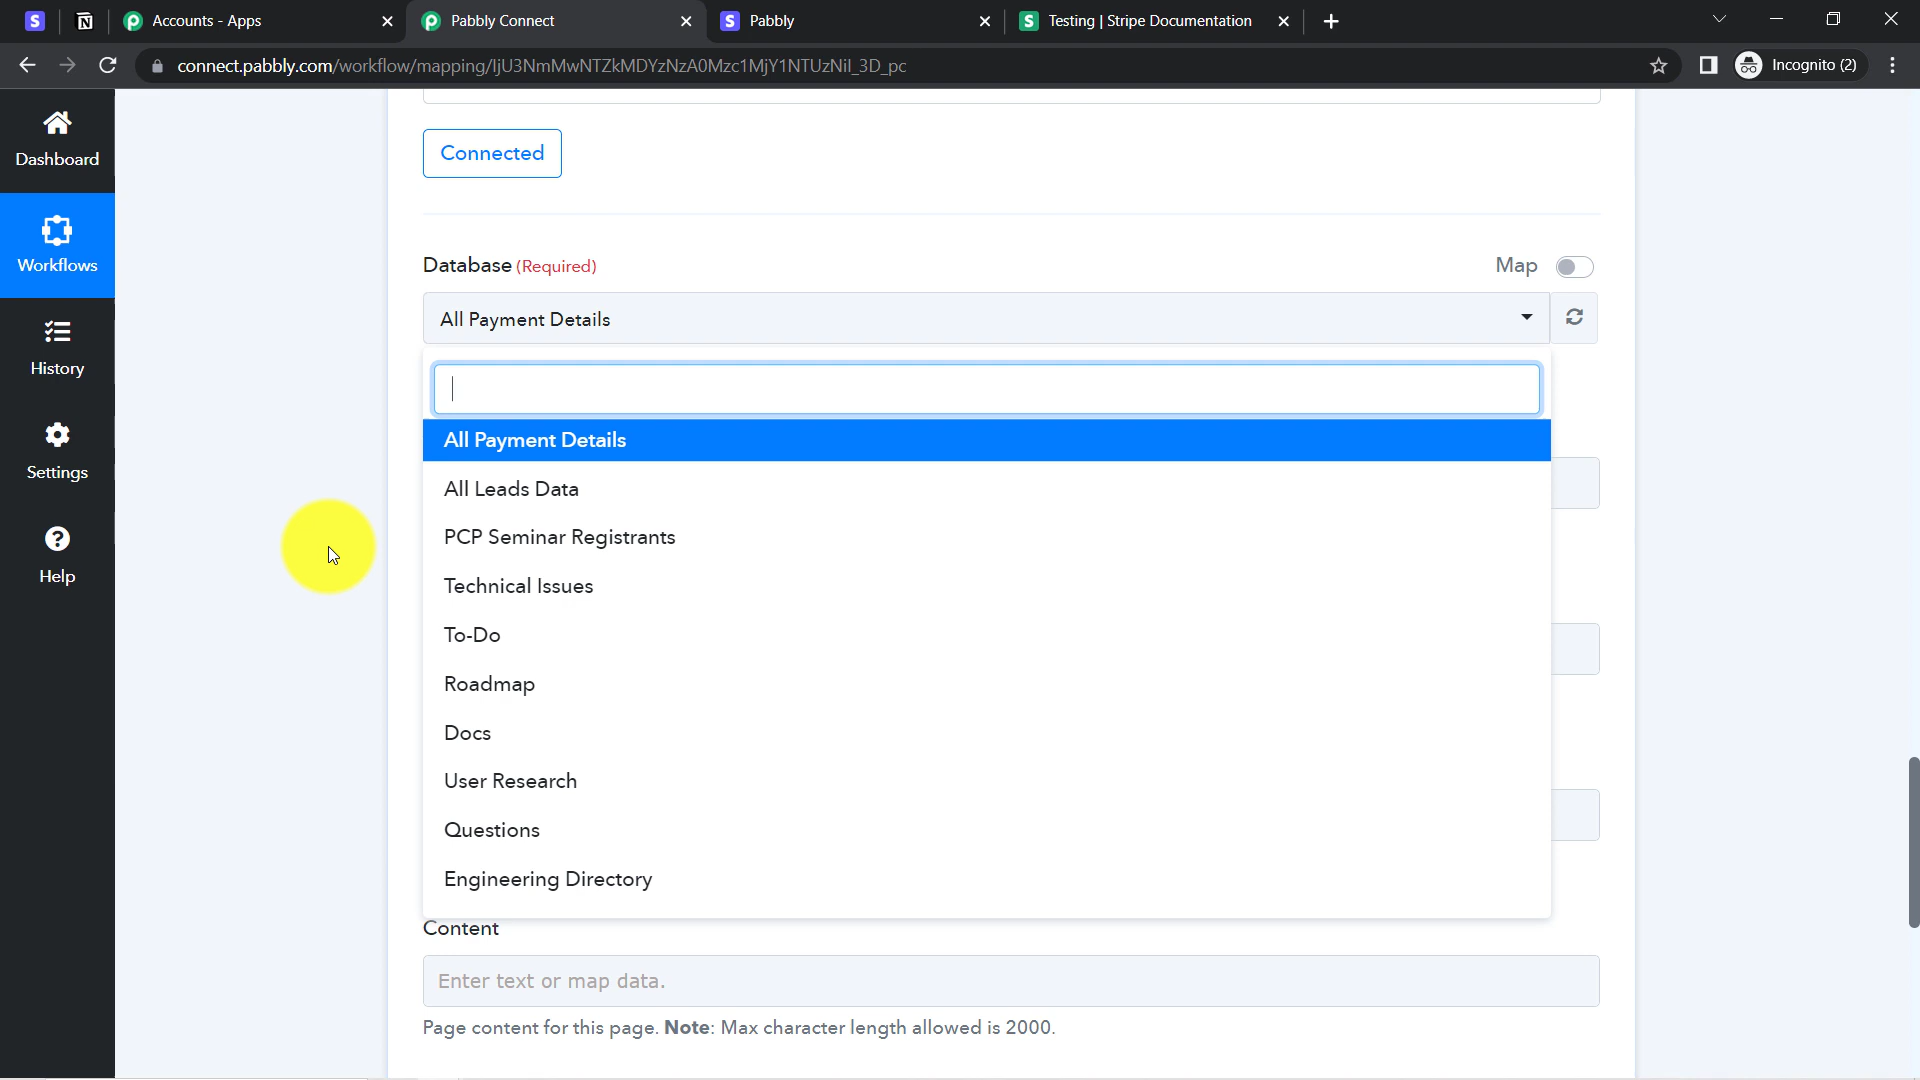 Accounts - Apps
Pabbly Connect
Pabbly
Testing | Stripe Documentation
connect.pabbly.com/workflow/mapping/IjU3NmMwNTZkMDYzNzA0Mzc1MjY1NTUzNiI_3D_pc
Incognito (2)
Dashboard
Workflows
History
Settings
Help
Connected
Database (Required)
Map
All Payment Details
All Payment Details
All Leads Data
PCP Seminar Registrants
Technical Issues
To-Do
Roadmap
Docs
User Research
Questions
Engineering Directory
Content
Enter text or map data.
Page content for this page. Note: Max character length allowed is 2000.